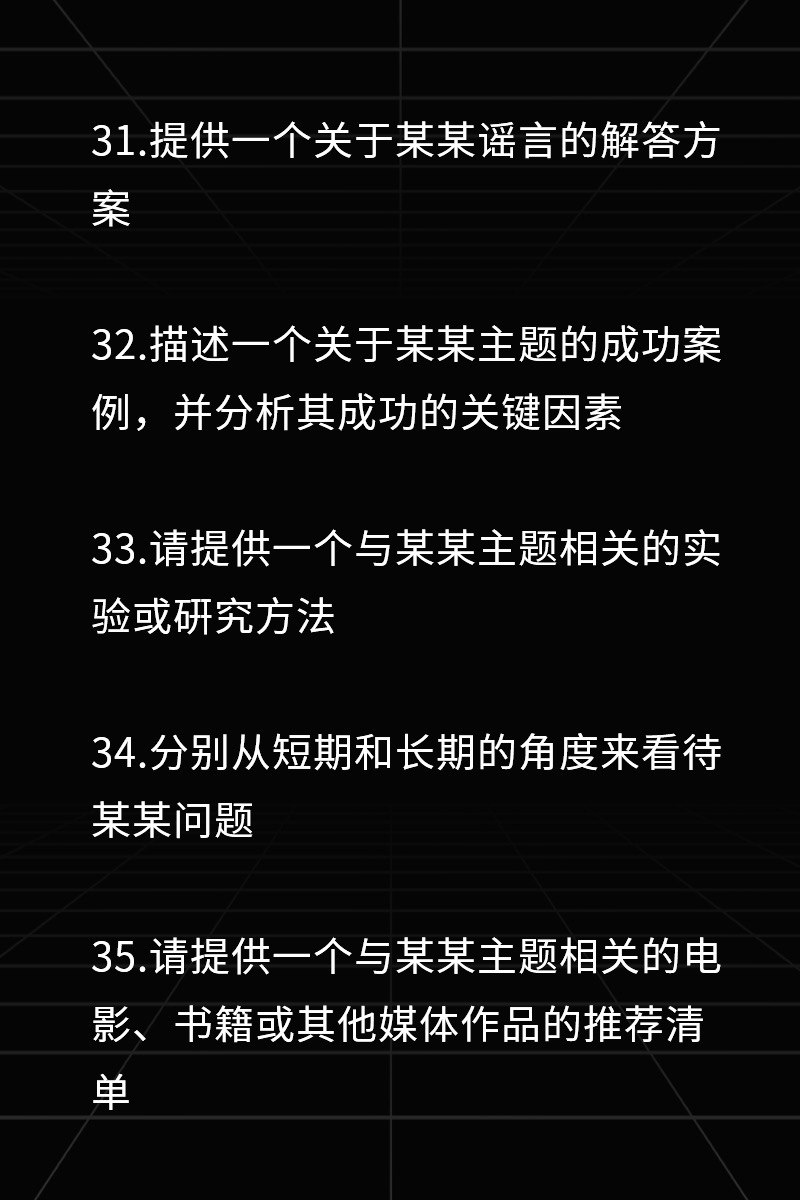 31.提供一个关于某某谣言的解答方
案
32.描述一个关于某某主题的成功案
例，并分析其成功的关键因素
33.请提供一个与某某主题相关的实
验或研究方法
34.分别从短期和长期的角度来看待
某某问题
35.请提供一个与某某主题相关的电
影、书籍或其他媒体作品的推荐清
单